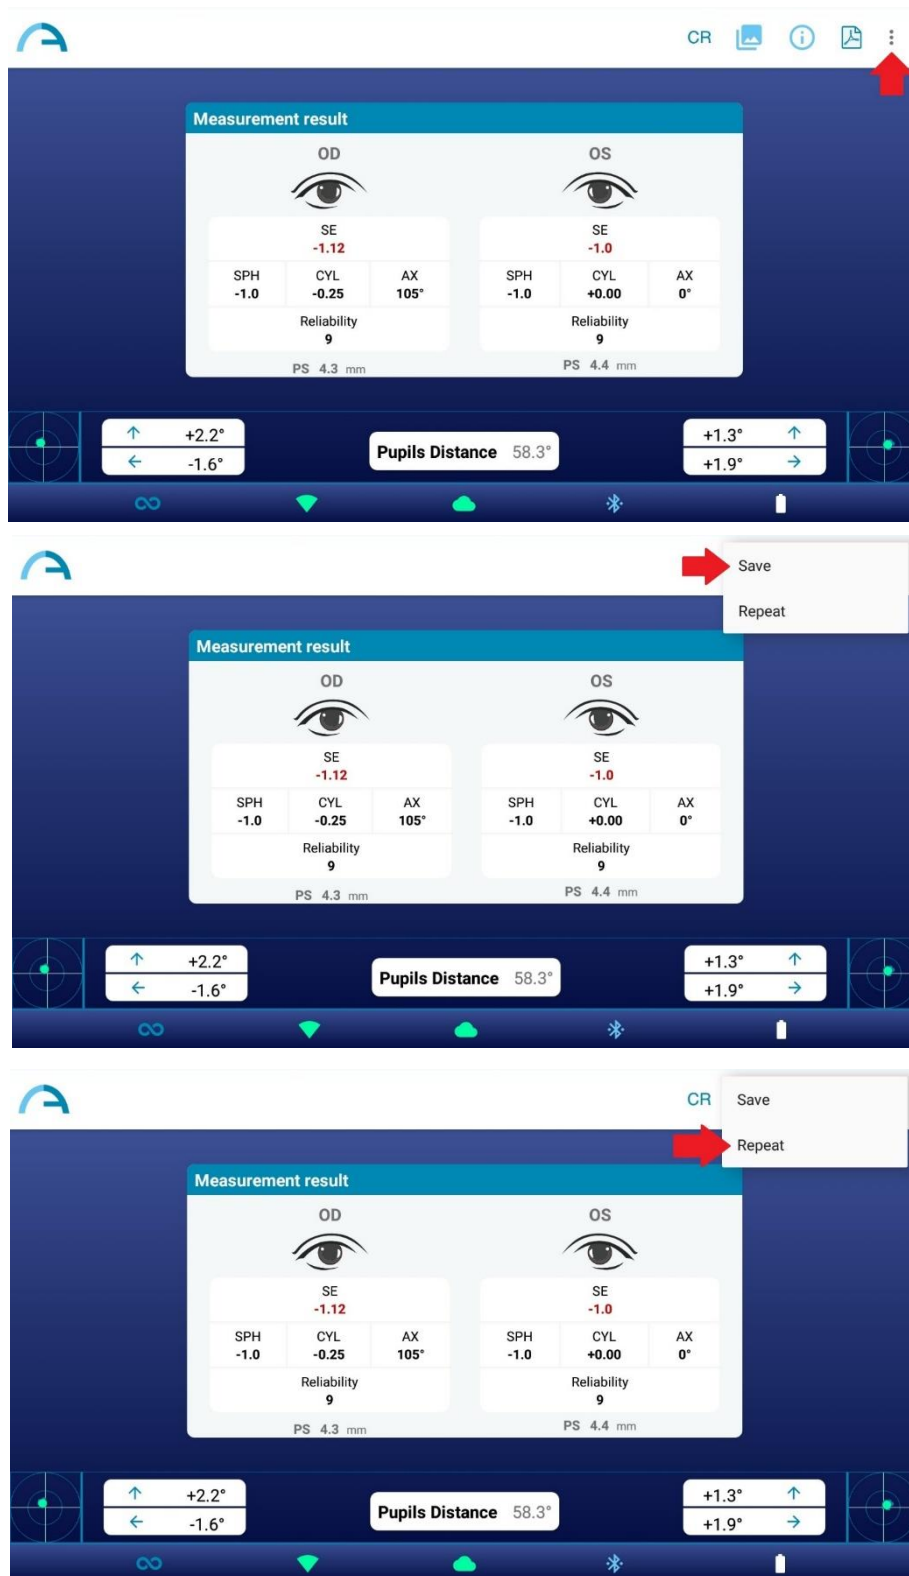 CR
Measurement result
OD OS
SE SE
-1.12 -1.0
SPH CYL AX SPH CYL AX
-1.0 -0.25 105° -1.0 +0.00 0°
Reliability Reliability
9 9
PS 4.3 mm PS 4.4 mm
+2.2° +1.3°
Pupils Distance 58.3°
-1.6° +1.9°
Save
Repeat
Measurement result
OD OS
SE SE
-1.12 -1.0
SPH CYL AX SPH CYL AX
-1.0 -0.25 105° -1.0 +0.00 0°
Reliability Reliability
9 9
PS 4.3 mm PS 4.4 mm
+2.2° +1.3°
Pupils Distance 58.3°
-1.6° +1.9°
CR Save
Repeat
Measurement result
OD OS
SE SE
-1.12 -1.0
SPH CYL AX SPH CYL AX
-1.0 -0.25 105° -1.0 +0.00 0°
Reliability Reliability
9 9
PS 4.3 mm PS 4.4 mm
+2.2° +1.3°
Pupils Distance 58.3°
-1.6° +1.9°